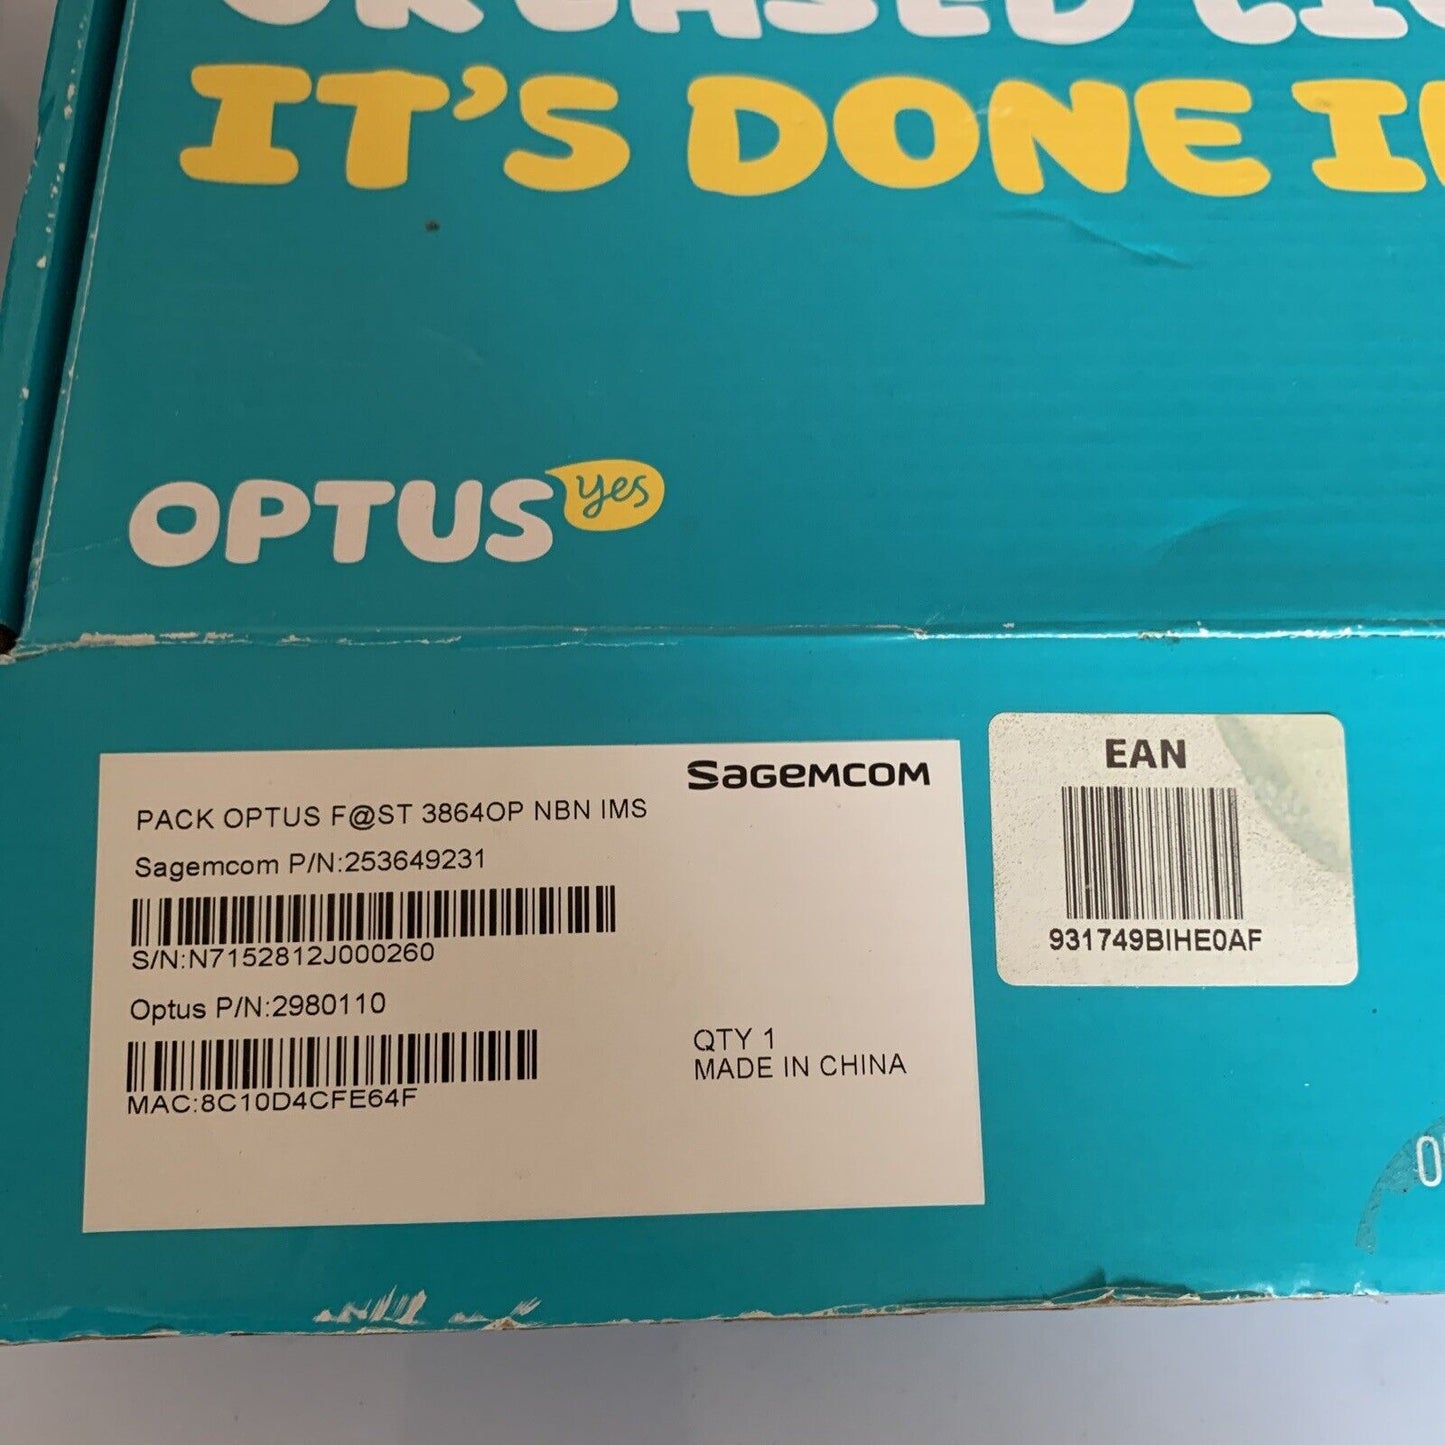 IT'S DONE
OPTUS yes
Sagemcom
PACK OPTUS F@ST 3864OP NBN IMS
Sagemcom P/N:253649231
S/N:N7152812J000260
Optus P/N:2980110
MAC:8C10D4CFE64F
QTY 1
MADE IN CHINA
EAN
931749BIHE0AF